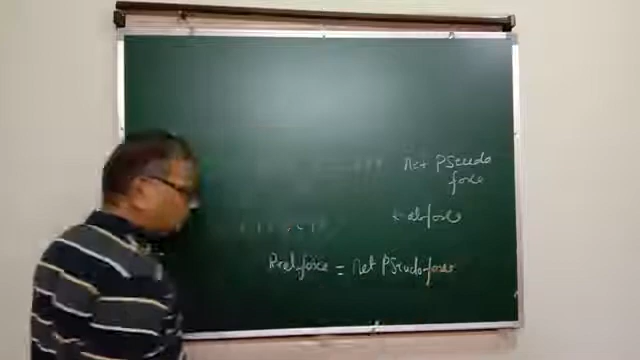 Net Pseudo
force
Real force
Real force = net Pseudo force